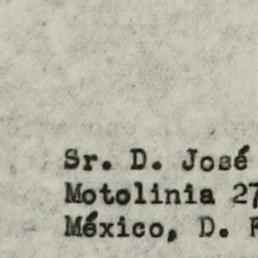 Sr. D. José
Motolinia 27
México, D. F